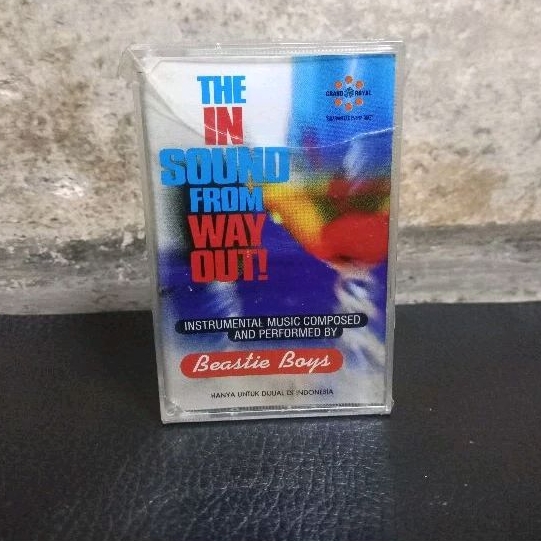 THE
IN
SOUND
FROM
WAY
OUT!
GRAND ROYAL
INSTRUMENTAL MUSIC COMPOSED
AND PERFORMED BY
Beastie Boys
HANYA UNTUK DIJUAL DI INDONESIA